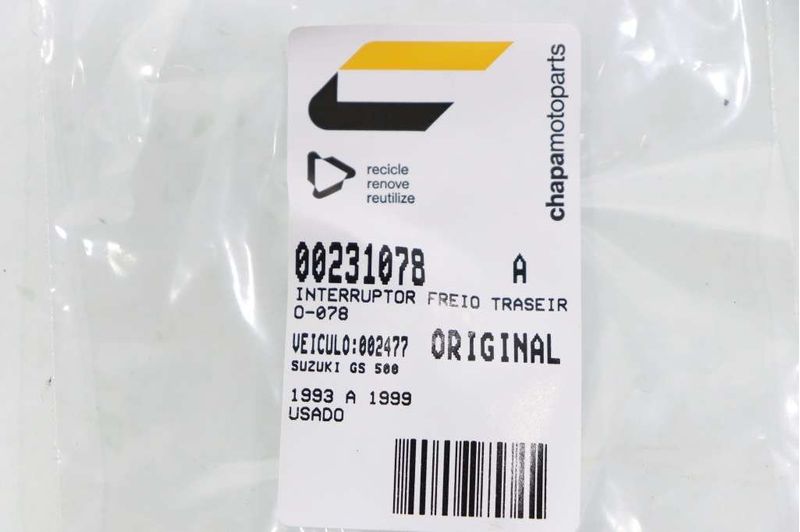 recicle
renove
reutilize
chapamotoparts
00231078 A
INTERRUPTOR FREIO TRASEIR
O-078
VEICULO:002477 ORIGINAL
SUZUKI GS 500
1993 A 1999
USADO